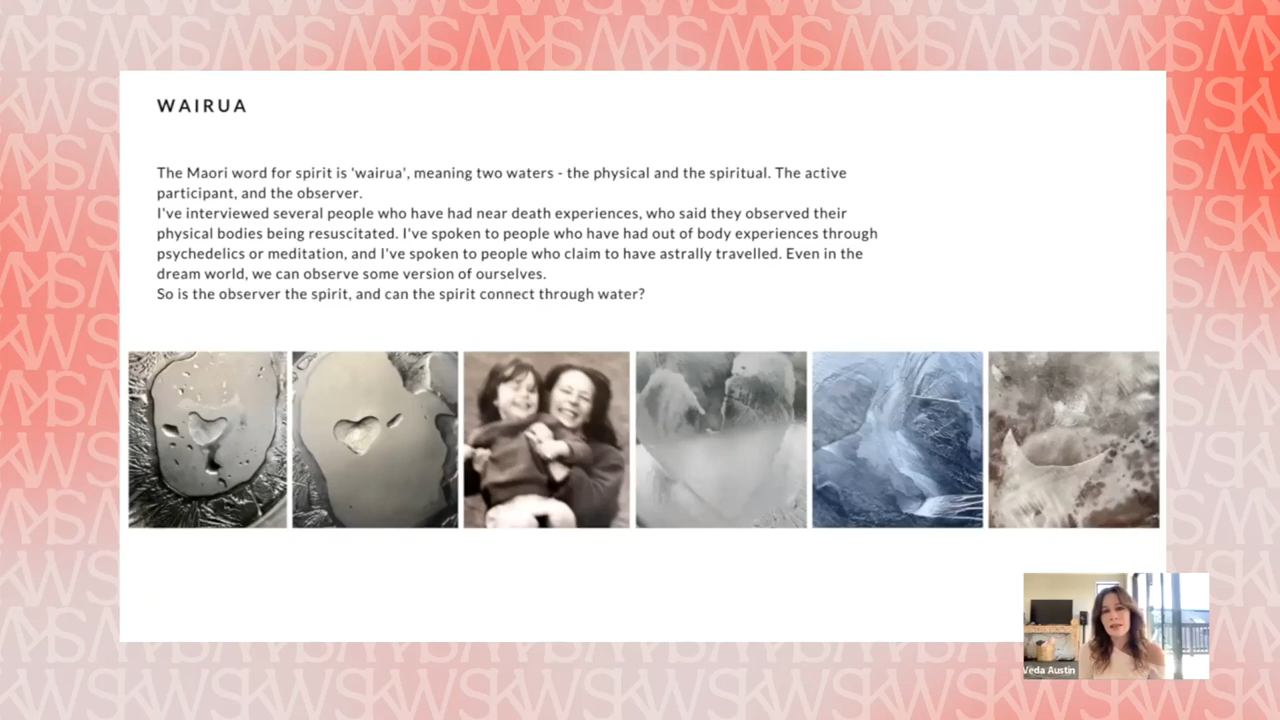 WAIRUA
The Maori word for spirit is 'wairua', meaning two waters - the physical and the spiritual. The active
participant, and the observer.
I've interviewed several people who have had near death experiences, who said they observed their
physical bodies being resuscitated. I've spoken to people who have had out of body experiences through
psychedelics or meditation, and I've spoken to people who claim to have astrally travelled. Even in the
dream world, we can observe some version of ourselves.
So is the observer the spirit, and can the spirit connect through water?
Veda Austin